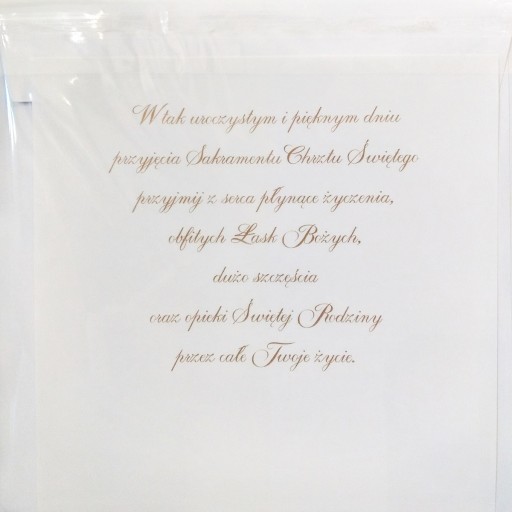 W tak uroczystym i pięknym dniu
przyjęcia Sakramentu Chrztu Świętego
przyjmij z serca płynące życzenia,
obfitych Łask Bożych,
dużo szczęścia
oraz opieki Świętej Rodziny
przez całe Twoje życie.